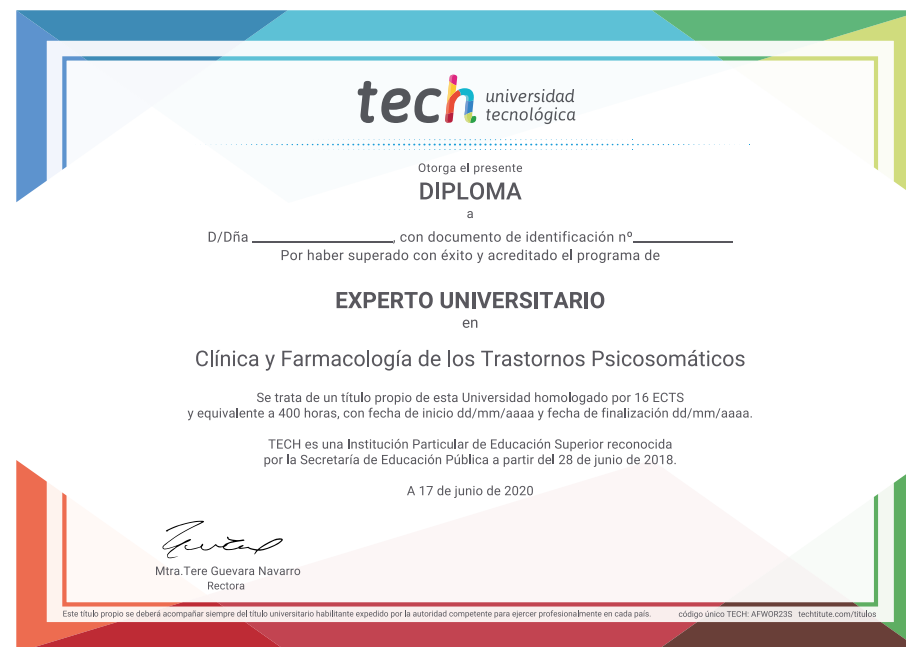 tech universidad
tecnológica
Otorga el presente
DIPLOMA
a
D/Dña ____________________, con documento de identificación nº______________
Por haber superado con éxito y acreditado el programa de
EXPERTO UNIVERSITARIO
en
Clínica y Farmacología de los Trastornos Psicosomáticos
Se trata de un título propio de esta Universidad homologado por 16 ECTS
y equivalente a 400 horas, con fecha de inicio dd/mm/aaaa y fecha de finalización dd/mm/aaaa.
TECH es una Institución Particular de Educación Superior reconocida
por la Secretaría de Educación Pública a partir del 28 de junio de 2018.
A 17 de junio de 2020
Mtra.Tere Guevara Navarro
Rectora
Este título propio se deberá acompañar siempre del título universitario habilitante expedido por la autoridad competente para ejercer profesionalmente en cada país. código único TECH: AFWOR23S techtitute.com/titulos